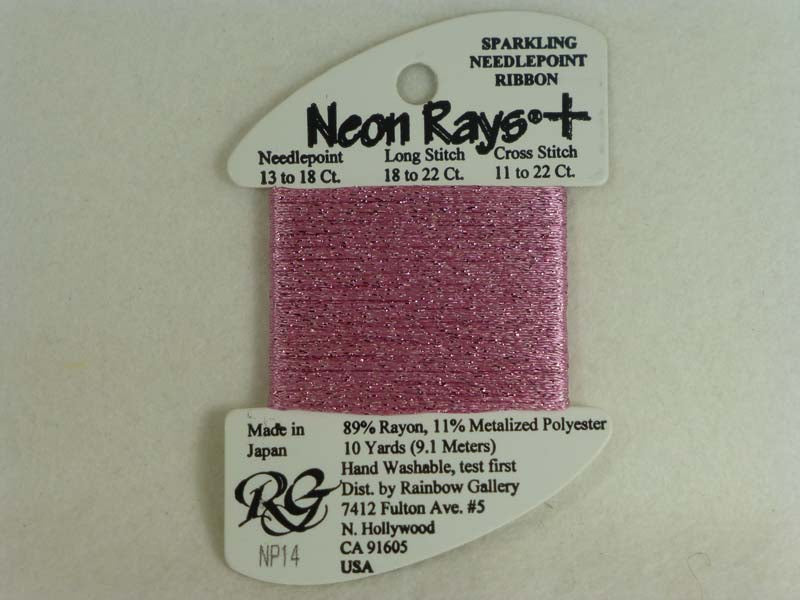 SPARKLING
NEEDLEPOINT
RIBBON
Neon Rays®+
Needlepoint Long Stitch Cross Stitch
13 to 18 Ct. 18 to 22 Ct. 11 to 22 Ct.
Made in
Japan
89% Rayon, 11% Metalized Polyester
10 Yards (9.1 Meters)
Hand Washable, test first
Dist. by Rainbow Gallery
7412 Fulton Ave. #5
N. Hollywood
CA 91605
USA
RG
NP14